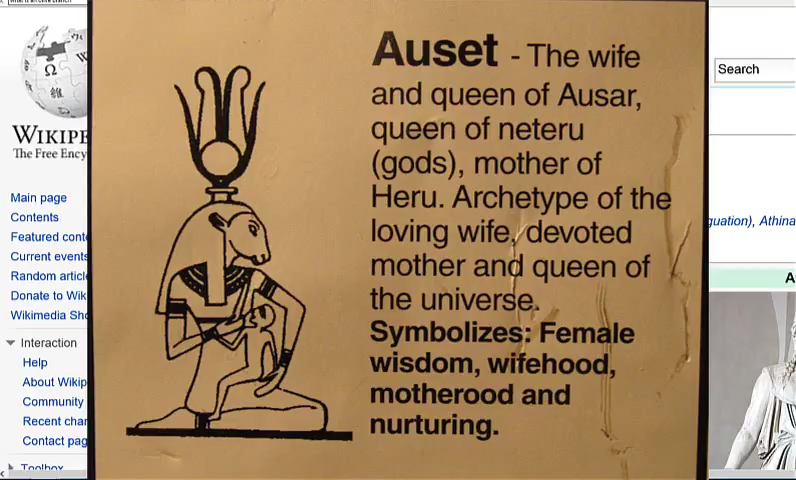 Auset - The wife
and queen of Ausar,
queen of neteru
(gods), mother of
Heru. Archetype of the
loving wife, devoted
mother and queen of
the universe.
Symbolizes: Female
wisdom, wifehood,
motherood and
nurturing.
WIKIPE
The Free Ency
Main page
Contents
Featured conte
Current events
Random article
Donate to Wik
Wikimedia Sho
Interaction
Help
About Wikip
Community
Recent char
Contact pag
Toolbox
Search
guation), Athina
A